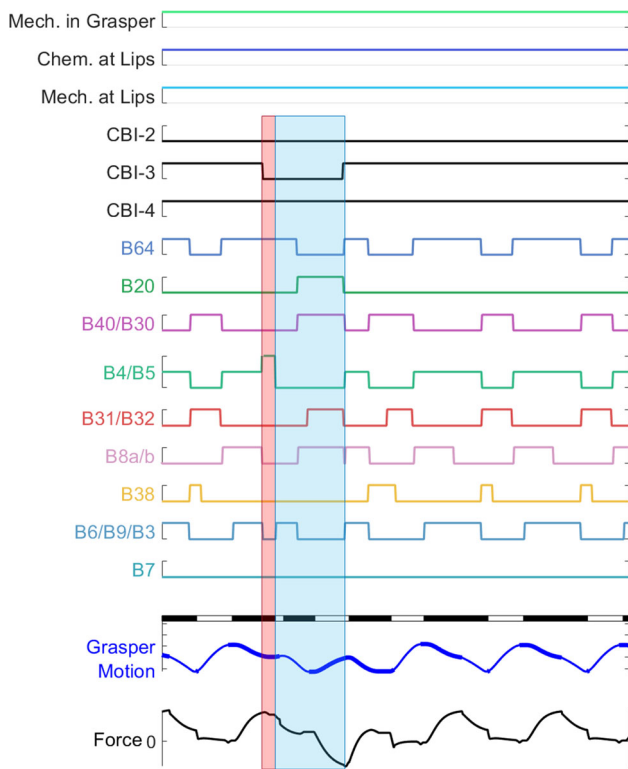 Mech. in Grasper
Chem. at Lips
Mech. at Lips
CBI-2
CBI-3
CBI-4
B64
B20
B40/B30
B4/B5
B31/B32
B8a/b
B38
B6/B9/B3
B7
Grasper
Motion
Force 0